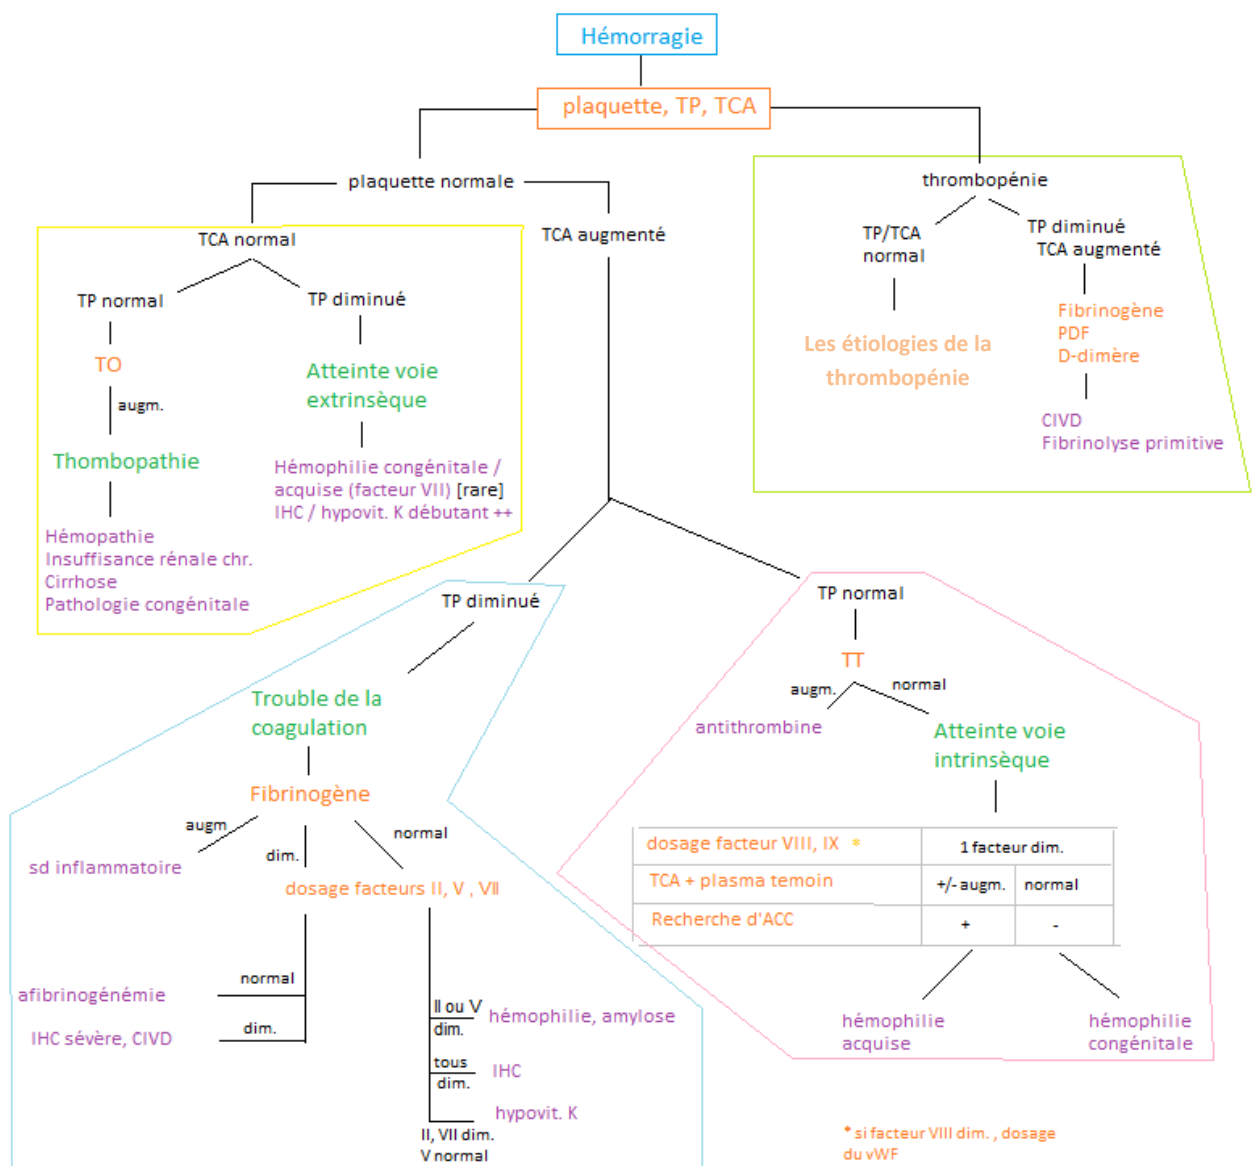 Hémorragie
plaquette, TP, TCA
plaquette normale
thrombopénie
TCA normal
TCA augmenté
TP normal
TP diminué
TO
augm.
Thombopathie
Hémopathie
Insuffisance rénale chr.
Cirrhose
Pathologie congénitale
Atteinte voie
extrinsèque
Hémophilie congénitale /
acquise (facteur VII) [rare]
IHC / hypovit. K débutant ++
TP/TCA
normal
Les étiologies de la
thrombopénie
TP diminué
TCA augmenté
Fibrinogène
PDF
D-dimère
CIVD
Fibrinolyse primitive
TP diminué
Trouble de la
coagulation
Fibrinogène
augm
dim.
normal
sd inflammatoire
dosage facteurs II, V , VII
normal
afibrinogénémie
dim.
IHC sévère, CIVD
II ou V
dim.
hémophilie, amylose
tous
dim.
IHC
hypovit. K
II, VII dim.
V normal
TP normal
TT
augm.
normal
antithrombine
Atteinte voie
intrinsèque
dosage facteur VIII, IX *
1 facteur dim.
TCA + plasma temoin
+/- augm.
normal
Recherche d'ACC
+
-
hémophilie
acquise
hémophilie
congénitale
* si facteur VIII dim. , dosage
du vWF